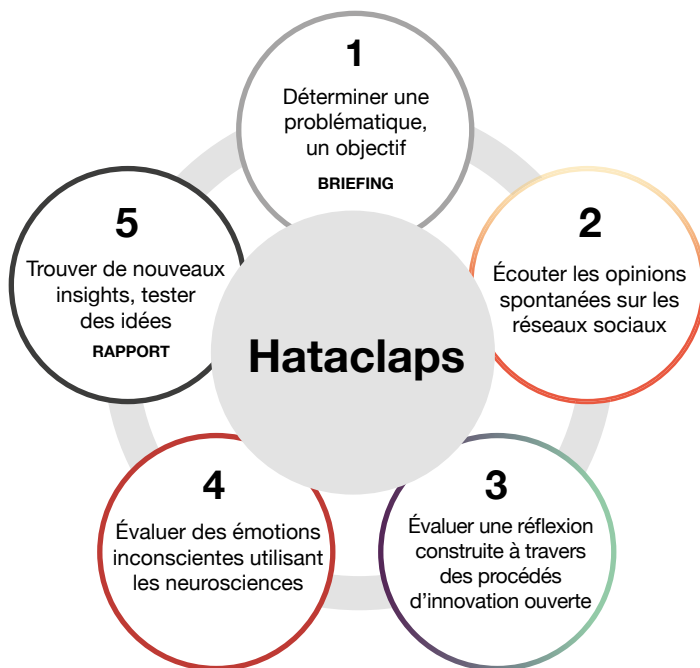 1
Déterminer une
problématique,
un objectif
BRIEFING
2
Écouter les opinions
spontanées sur les
réseaux sociaux
3
Évaluer une réflexion
construite à travers
des procédés
d'innovation ouverte
4
Évaluer des émotions
inconscientes utilisant
les neurosciences
5
Trouver de nouveaux
insights, tester
des idées
RAPPORT
Hataclaps